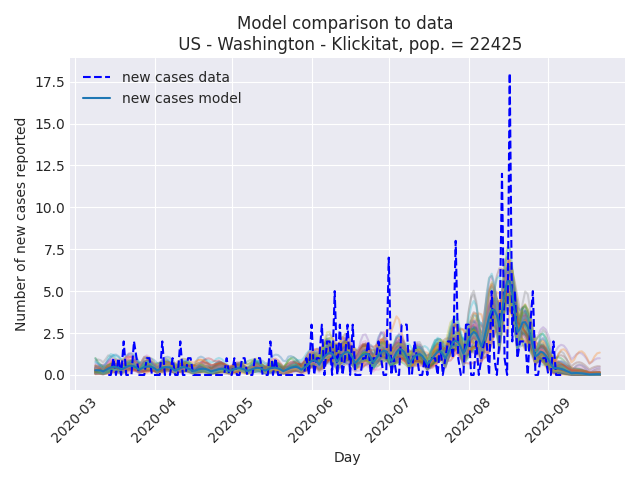 Model comparison to data
US - Washington - Klickitat, pop. = 22425
new cases data
new cases model
Number of new cases reported
17.5
15.0
12.5
10.0
7.5
5.0
2.5
0.0
2020-03
2020-04
2020-05
2020-06
2020-07
2020-08
2020-09
Day